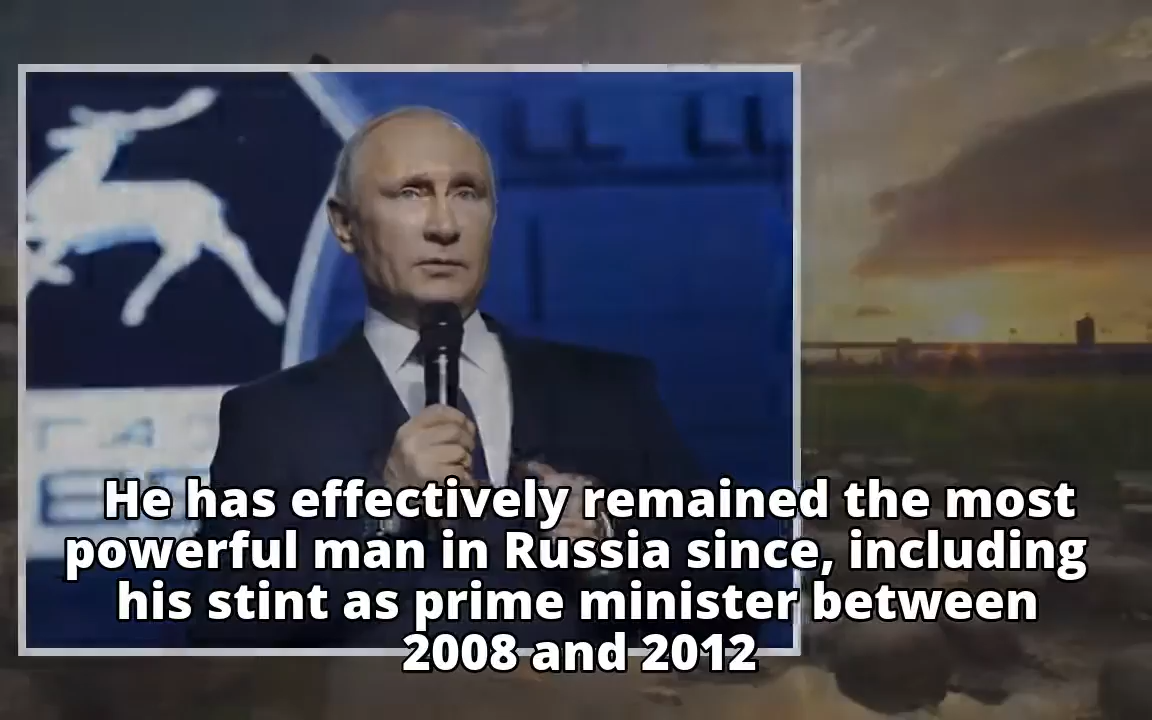 He has effectively remained the most
powerful man in Russia since, including
his stint as prime minister between
2008 and 2012